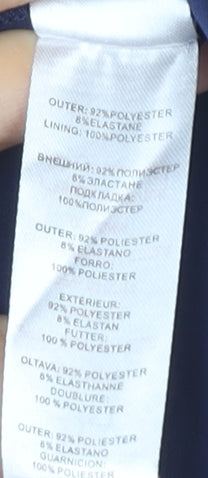 OUTER: 92%POLYESTER
8%ELASTANE
LINING: 100%POLYESTER
ВНЕШНИЙ: 92%ПОЛИЭСТЕР
8% ЭЛАСТАНЕ
ПОДКЛАДКА:
100%ПОЛИЭСТЕР
OUTER: 92% POLIESTER
8% ELASTANO
FORRO:
100% POLIESTER
EXTERIEUR:
92% POLYESTER
8% ELASTAN
FUTTER:
100 % POLYESTER
OLTAVA: 92% POLYESTER
8% ELASTHANNE
DOUBLURE:
100 % POLYESTER
OUTER: 92% POLIESTER
8% ELASTANO
GUARNICION:
100% POLIESTER